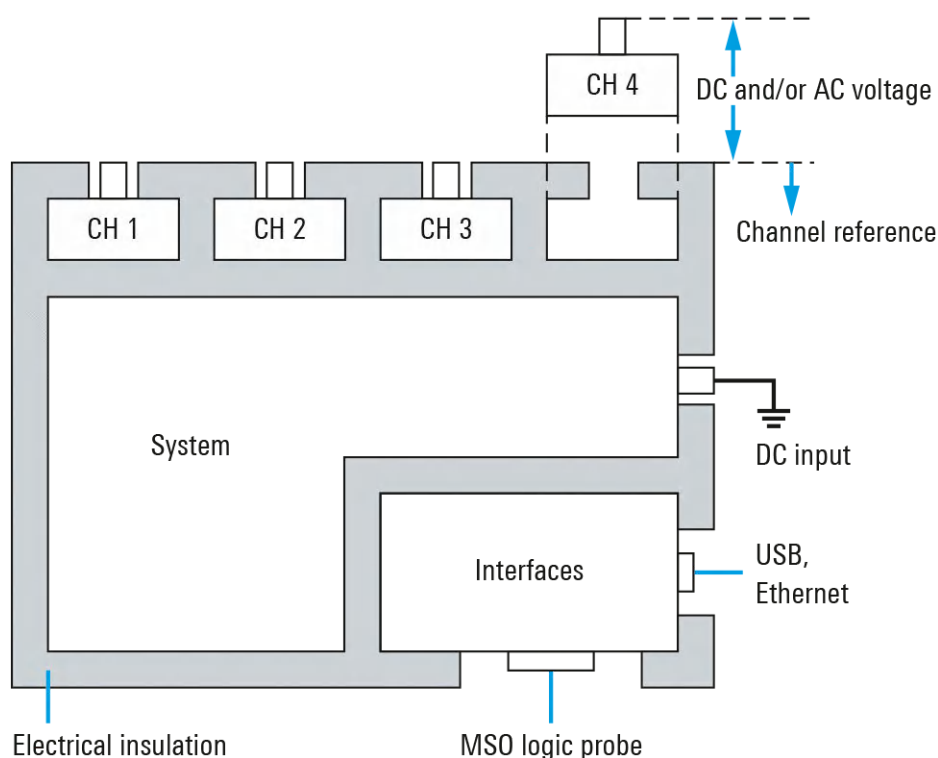 CH 4
DC and/or AC voltage
CH 1
CH 2
CH 3
Channel reference
System
DC input
Interfaces
USB,
Ethernet
Electrical insulation
MSO logic probe